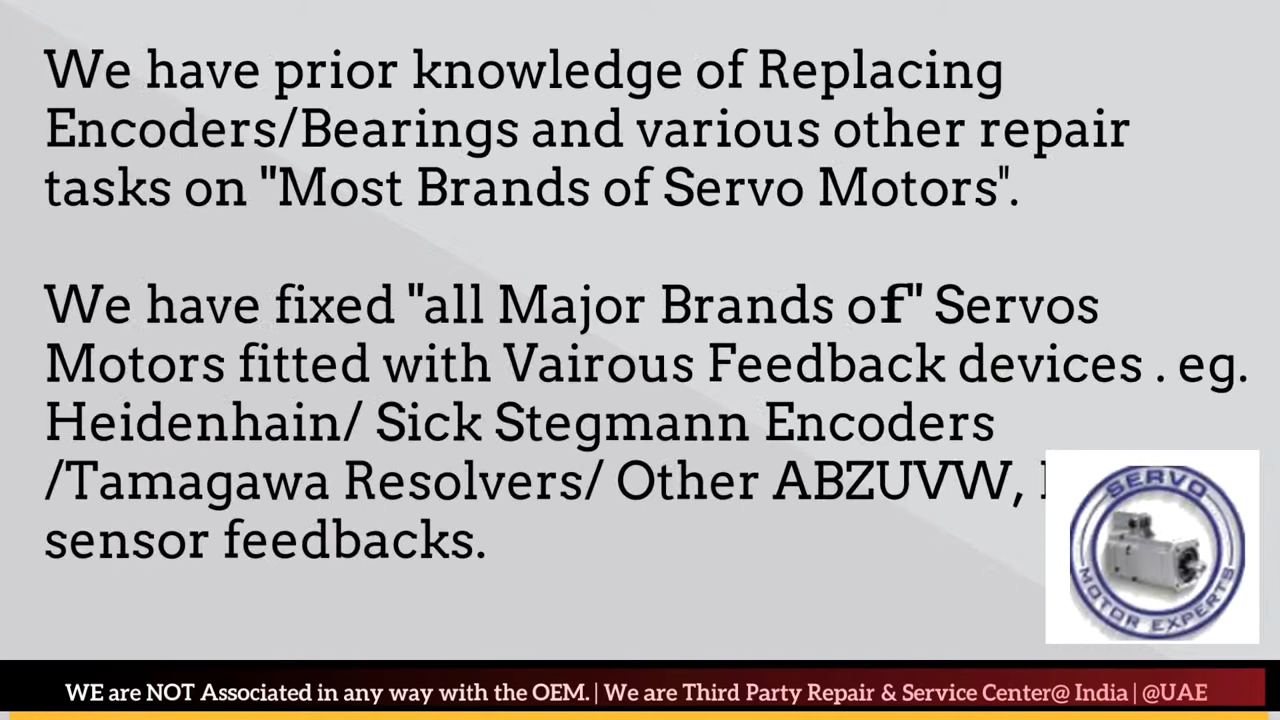 We have prior knowledge of Replacing
Encoders/Bearings and various other repair
tasks on "Most Brands of Servo Motors".
We have fixed "all Major Brands of" Servos
Motors fitted with Vairous Feedback devices . eg.
Heidenhain/ Sick Stegmann Encoders
/Tamagawa Resolvers/ Other ABZUVW,
sensor feedbacks.
SERVO
MOTOR EXPERTS
WE are NOT Associated in any way with the OEM. | We are Third Party Repair & Service Center@ India | @UAE